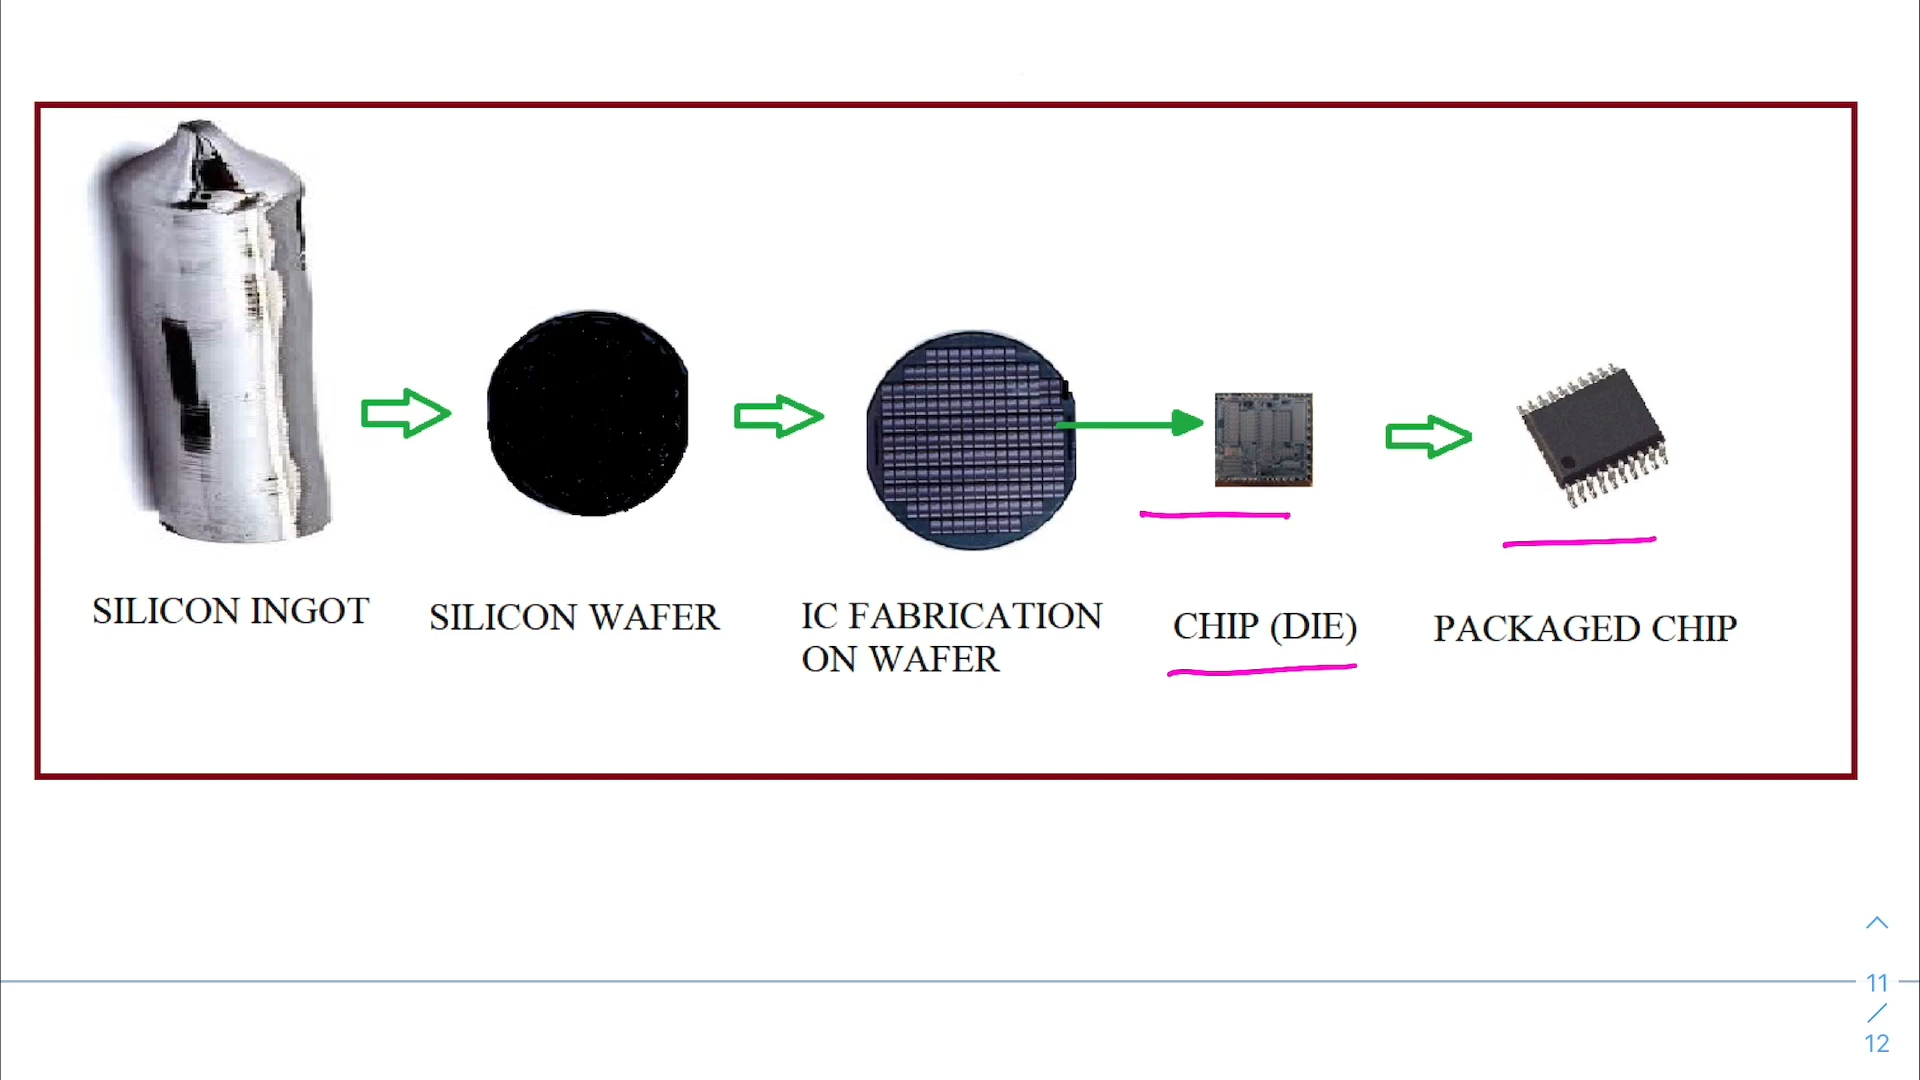 SILICON INGOT
SILICON WAFER
IC FABRICATION
ON WAFER
CHIP (DIE)
PACKAGED CHIP
11
/
12